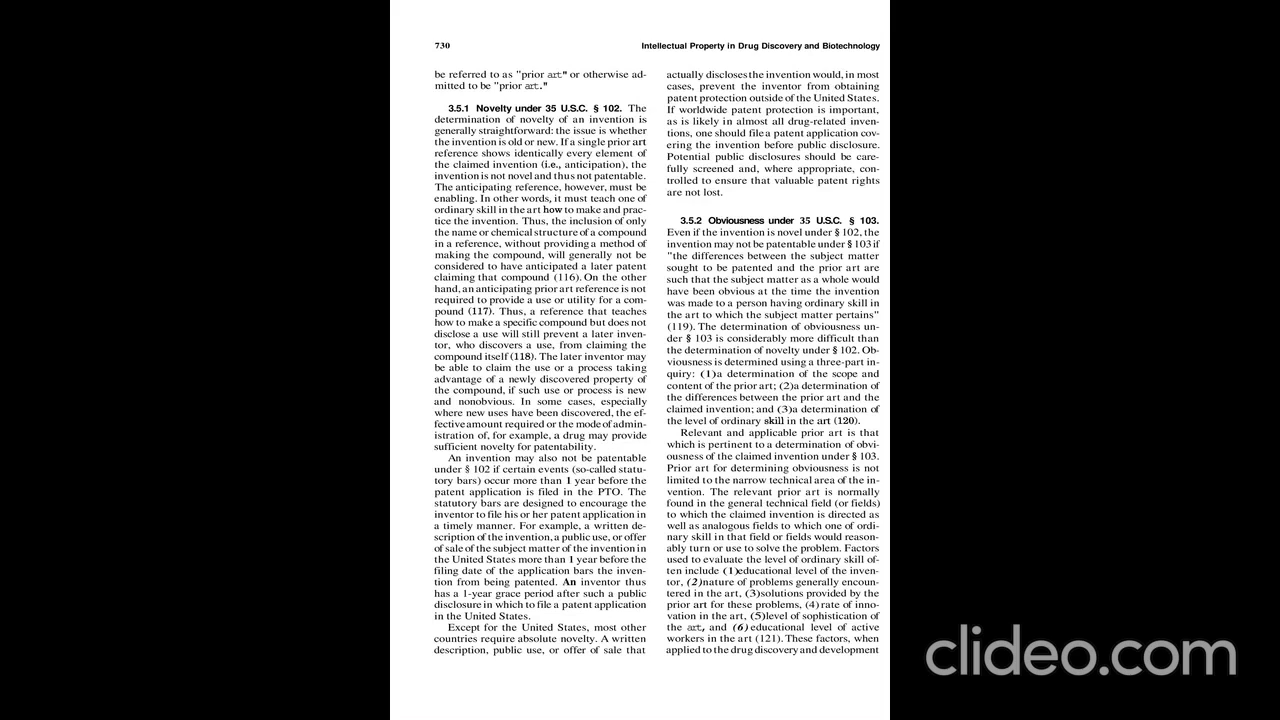 730
Intellectual Property in Drug Discovery and Biotechnology
be referred to as "prior art" or otherwise ad-
mitted to be "prior art."
3.5.1 Novelty under 35 U.S.C. § 102. The
determination of novelty of an invention is
generally straightforward: the issue is whether
the invention is old or new. If a single prior art
reference shows identically every element of
the claimed invention (i.e., anticipation), the
invention is not novel and thus not patentable.
The anticipating reference, however, must be
enabling. In other words, it must teach one of
ordinary skill in the art how to make and prac-
tice the invention. Thus, the inclusion of only
the name or chemical structure of a compound
in a reference, without providing a method of
making the compound, will generally not be
considered to have anticipated a later patent
claiming that compound (116). On the other
hand, an anticipating prior art reference is not
required to provide a use or utility for a com-
pound (117). Thus, a reference that teaches
how to make a specific compound but does not
disclose a use will still prevent a later inven-
tor, who discovers a use, from claiming the
compound itself (118). The later inventor may
be able to claim the use or a process taking
advantage of a newly discovered property of
the compound, if such use or process is new
and nonobvious. In some cases, especially
where new uses have been discovered, the ef-
fective amount required or the mode of admin-
istration of, for example, a drug may provide
sufficient novelty for patentability.
An invention may also not be patentable
under § 102 if certain events (so-called statu-
tory bars) occur more than 1 year before the
patent application is filed in the PTO. The
statutory bars are designed to encourage the
inventor to file his or her patent application in
a timely manner. For example, a written de-
scription of the invention, a public use, or offer
of sale of the subject matter of the invention in
the United States more than 1 year before the
filing date of the application bars the inven-
tion from being patented. An inventor thus
has a 1-year grace period after such a public
disclosure in which to file a patent application
in the United States.
Except for the United States, most other
countries require absolute novelty. A written
description, public use, or offer of sale that
actually discloses the invention would, in most
cases, prevent the inventor from obtaining
patent protection outside of the United States.
If worldwide patent protection is important,
as is likely in almost all drug-related inven-
tions, one should file a patent application cov-
ering the invention before public disclosure.
Potential public disclosures should be care-
fully screened and, where appropriate, con-
trolled to ensure that valuable patent rights
are not lost.
3.5.2 Obviousness under 35 U.S.C. § 103.
Even if the invention is novel under § 102, the
invention may not be patentable under § 103 if
"the differences between the subject matter
sought to be patented and the prior art are
such that the subject matter as a whole would
have been obvious at the time the invention
was made to a person having ordinary skill in
the art to which the subject matter pertains"
(119). The determination of obviousness un-
der § 103 is considerably more difficult than
the determination of novelty under § 102. Ob-
viousness is determined using a three-part in-
quiry: (1)a determination of the scope and
content of the prior art; (2)a determination of
the differences between the prior art and the
claimed invention; and (3)a determination of
the level of ordinary skill in the art (120).
Relevant and applicable prior art is that
which is pertinent to a determination of obvi-
ousness of the claimed invention under § 103.
Prior art for determining obviousness is not
limited to the narrow technical area of the in-
vention. The relevant prior art is normally
found in the general technical field (or fields)
to which the claimed invention is directed as
well as analogous fields to which one of ordi-
nary skill in that field or fields would reason-
ably turn or use to solve the problem. Factors
used to evaluate the level of ordinary skill of-
ten include (1)educational level of the inven-
tor, (2)nature of problems generally encoun-
tered in the art, (3)solutions provided by the
prior art for these problems, (4) rate of inno-
vation in the art, (5)level of sophistication of
the art, and (6) educational level of active
workers in the art (121). These factors, when
applied to the drug discovery and development
clideo.com